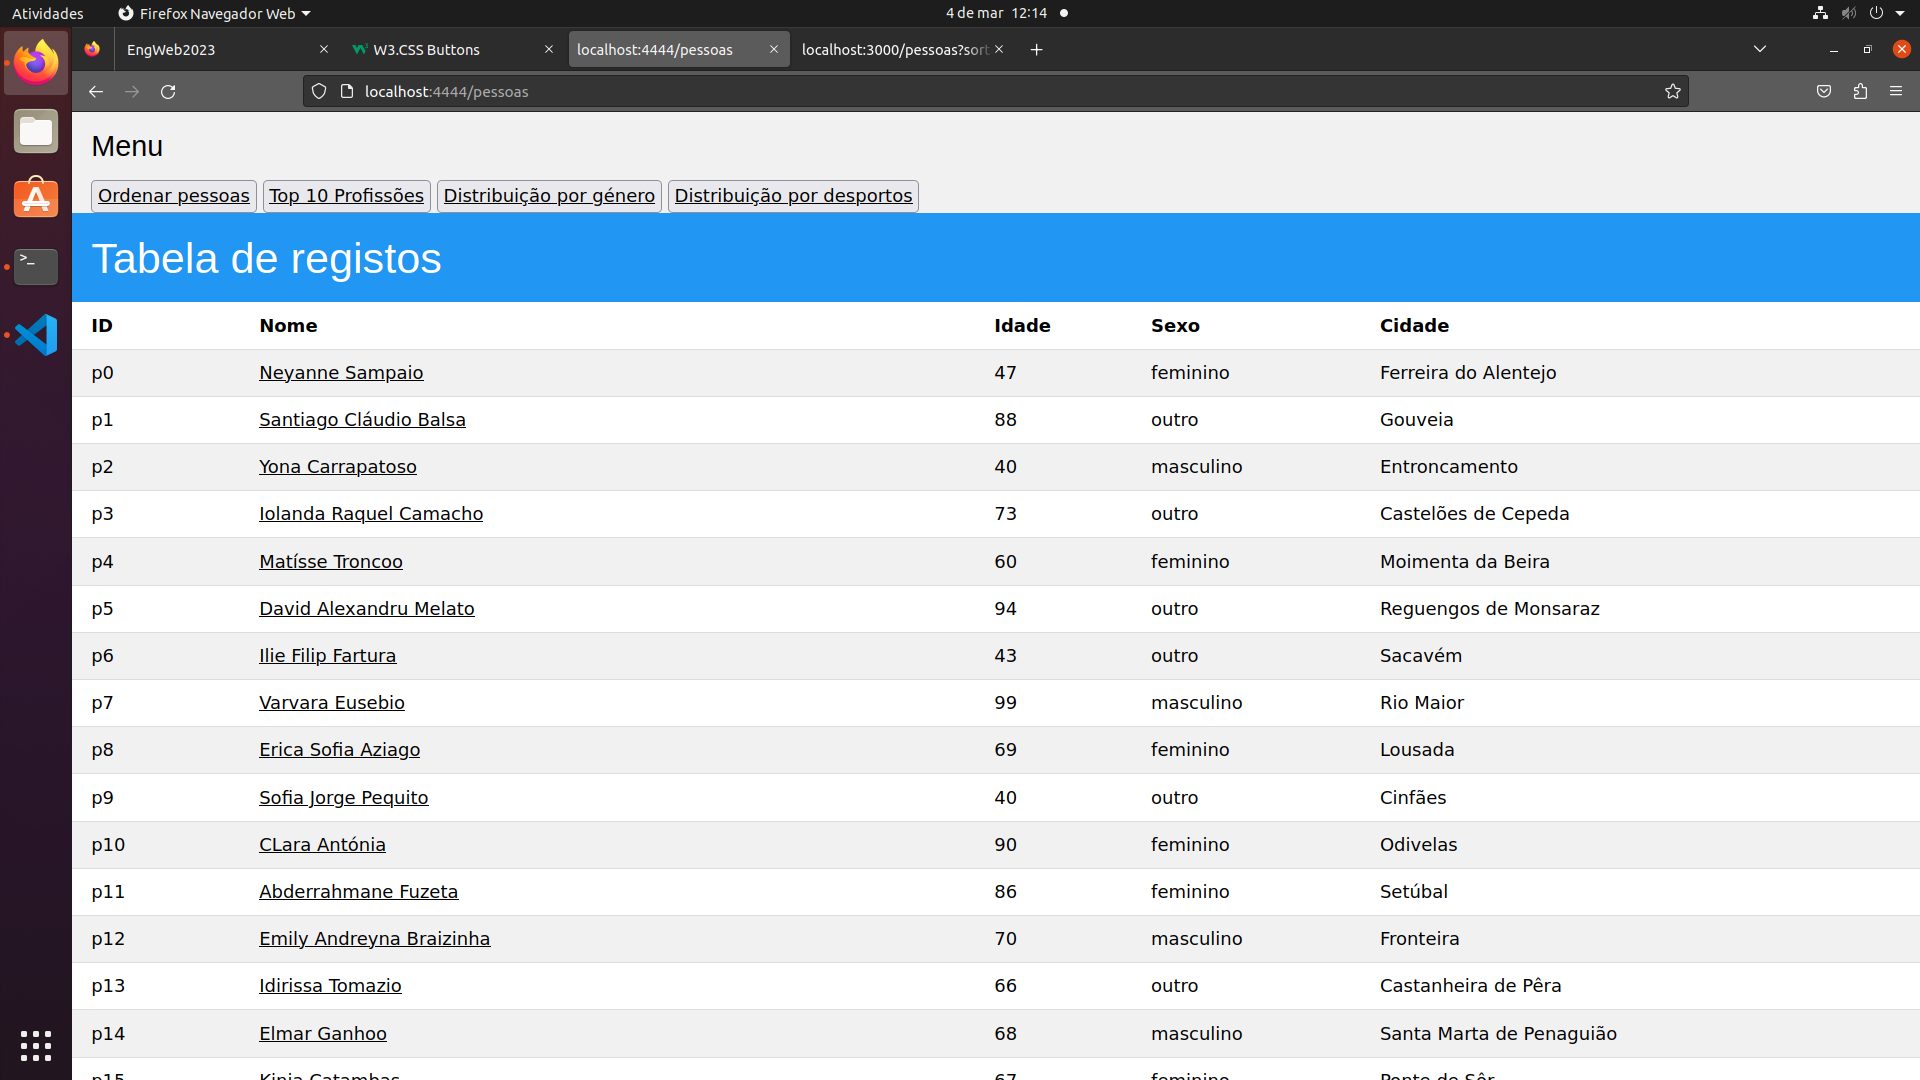 Atividades Firefox Navegador Web 4 de mar 12:14
EngWeb2023 W3.CSS Buttons localhost:4444/pessoas localhost:3000/pessoas?sort
localhost:4444/pessoas
Menu
Ordenar pessoas Top 10 Profissões Distribuição por género Distribuição por desportos
Tabela de registos
ID Nome Idade Sexo Cidade
p0 Neyanne Sampaio 47 feminino Ferreira do Alentejo
p1 Santiago Cláudio Balsa 88 outro Gouveia
p2 Yona Carrapatoso 40 masculino Entroncamento
p3 Iolanda Raquel Camacho 73 outro Castelões de Cepeda
p4 Matísse Troncoo 60 feminino Moimenta da Beira
p5 David Alexandru Melato 94 outro Reguengos de Monsaraz
p6 Ilie Filip Fartura 43 outro Sacavém
p7 Varvara Eusebio 99 masculino Rio Maior
p8 Erica Sofia Aziago 69 feminino Lousada
p9 Sofia Jorge Pequito 40 outro Cinfães
p10 CLara Antónia 90 feminino Odivelas
p11 Abderrahmane Fuzeta 86 feminino Setúbal
p12 Emily Andreyna Braizinha 70 masculino Fronteira
p13 Idirissa Tomazio 66 outro Castanheira de Pêra
p14 Elmar Ganhoo 68 masculino Santa Marta de Penaguião
p15 Kinia Catambas 67 feminino Ponte de Sôr